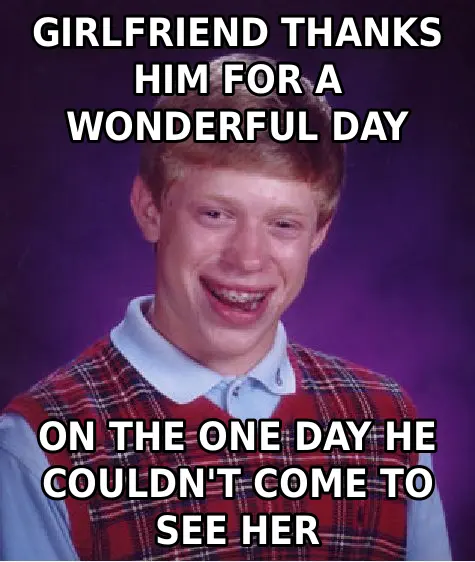 GIRLFRIEND THANKS
HIM FOR A
WONDERFUL DAY
ON THE ONE DAY HE
COULDN'T COME TO
SEE HER